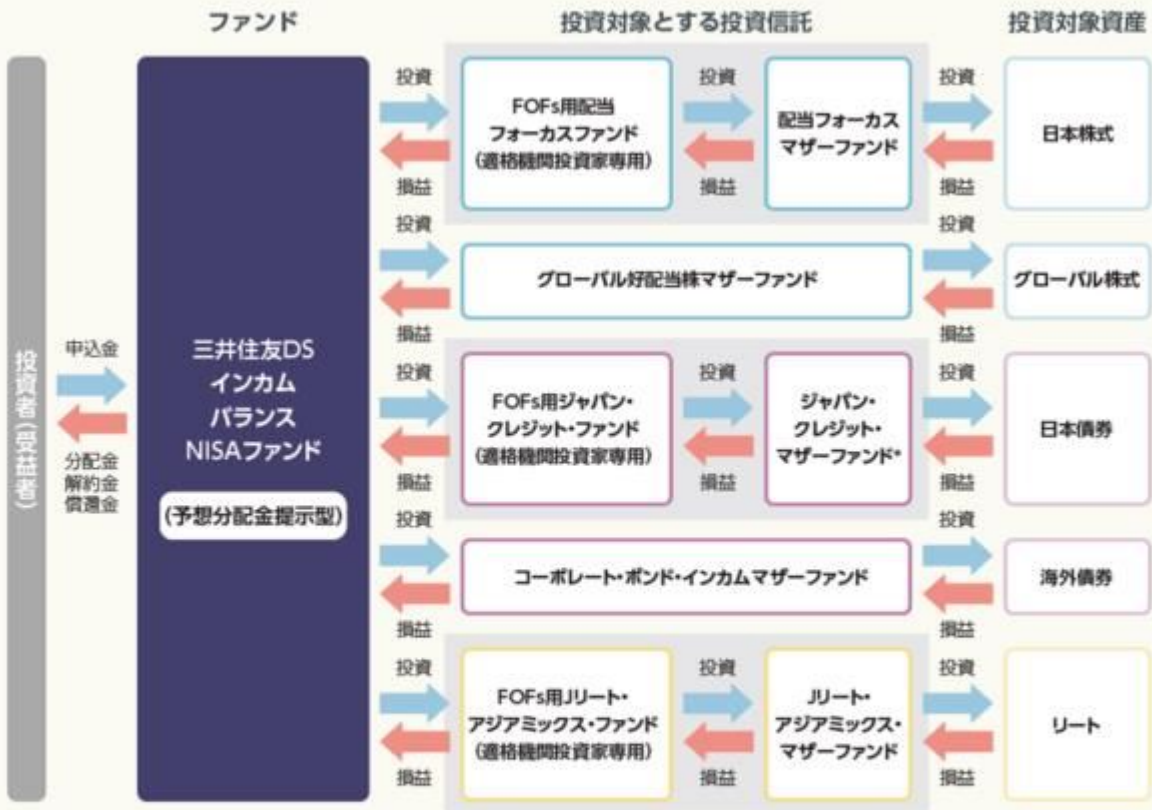 ファンド
投資対象とする投資信託
投資対象資産
投資者(受益者)
申込金
分配金
解約金
償還金
三井住友DS
インカム
バランス
NISAファンド
(予想分配金提示型)
投資
損益
FOFs用配当
フォーカスファンド
(適格機関投資家専用)
投資
損益
配当フォーカス
マザーファンド
投資
損益
日本株式
投資
損益
グローバル好配当株マザーファンド
投資
損益
グローバル株式
投資
損益
FOFs用ジャパン・
クレジット・ファンド
(適格機関投資家専用)
投資
損益
ジャパン・
クレジット・
マザーファンド*
投資
損益
日本債券
投資
損益
コーポレート・ボンド・インカムマザーファンド
投資
損益
海外債券
投資
損益
FOFs用Jリート・
アジアミックス・ファンド
(適格機関投資家専用)
投資
損益
Jリート・
アジアミックス・
マザーファンド
投資
損益
リート